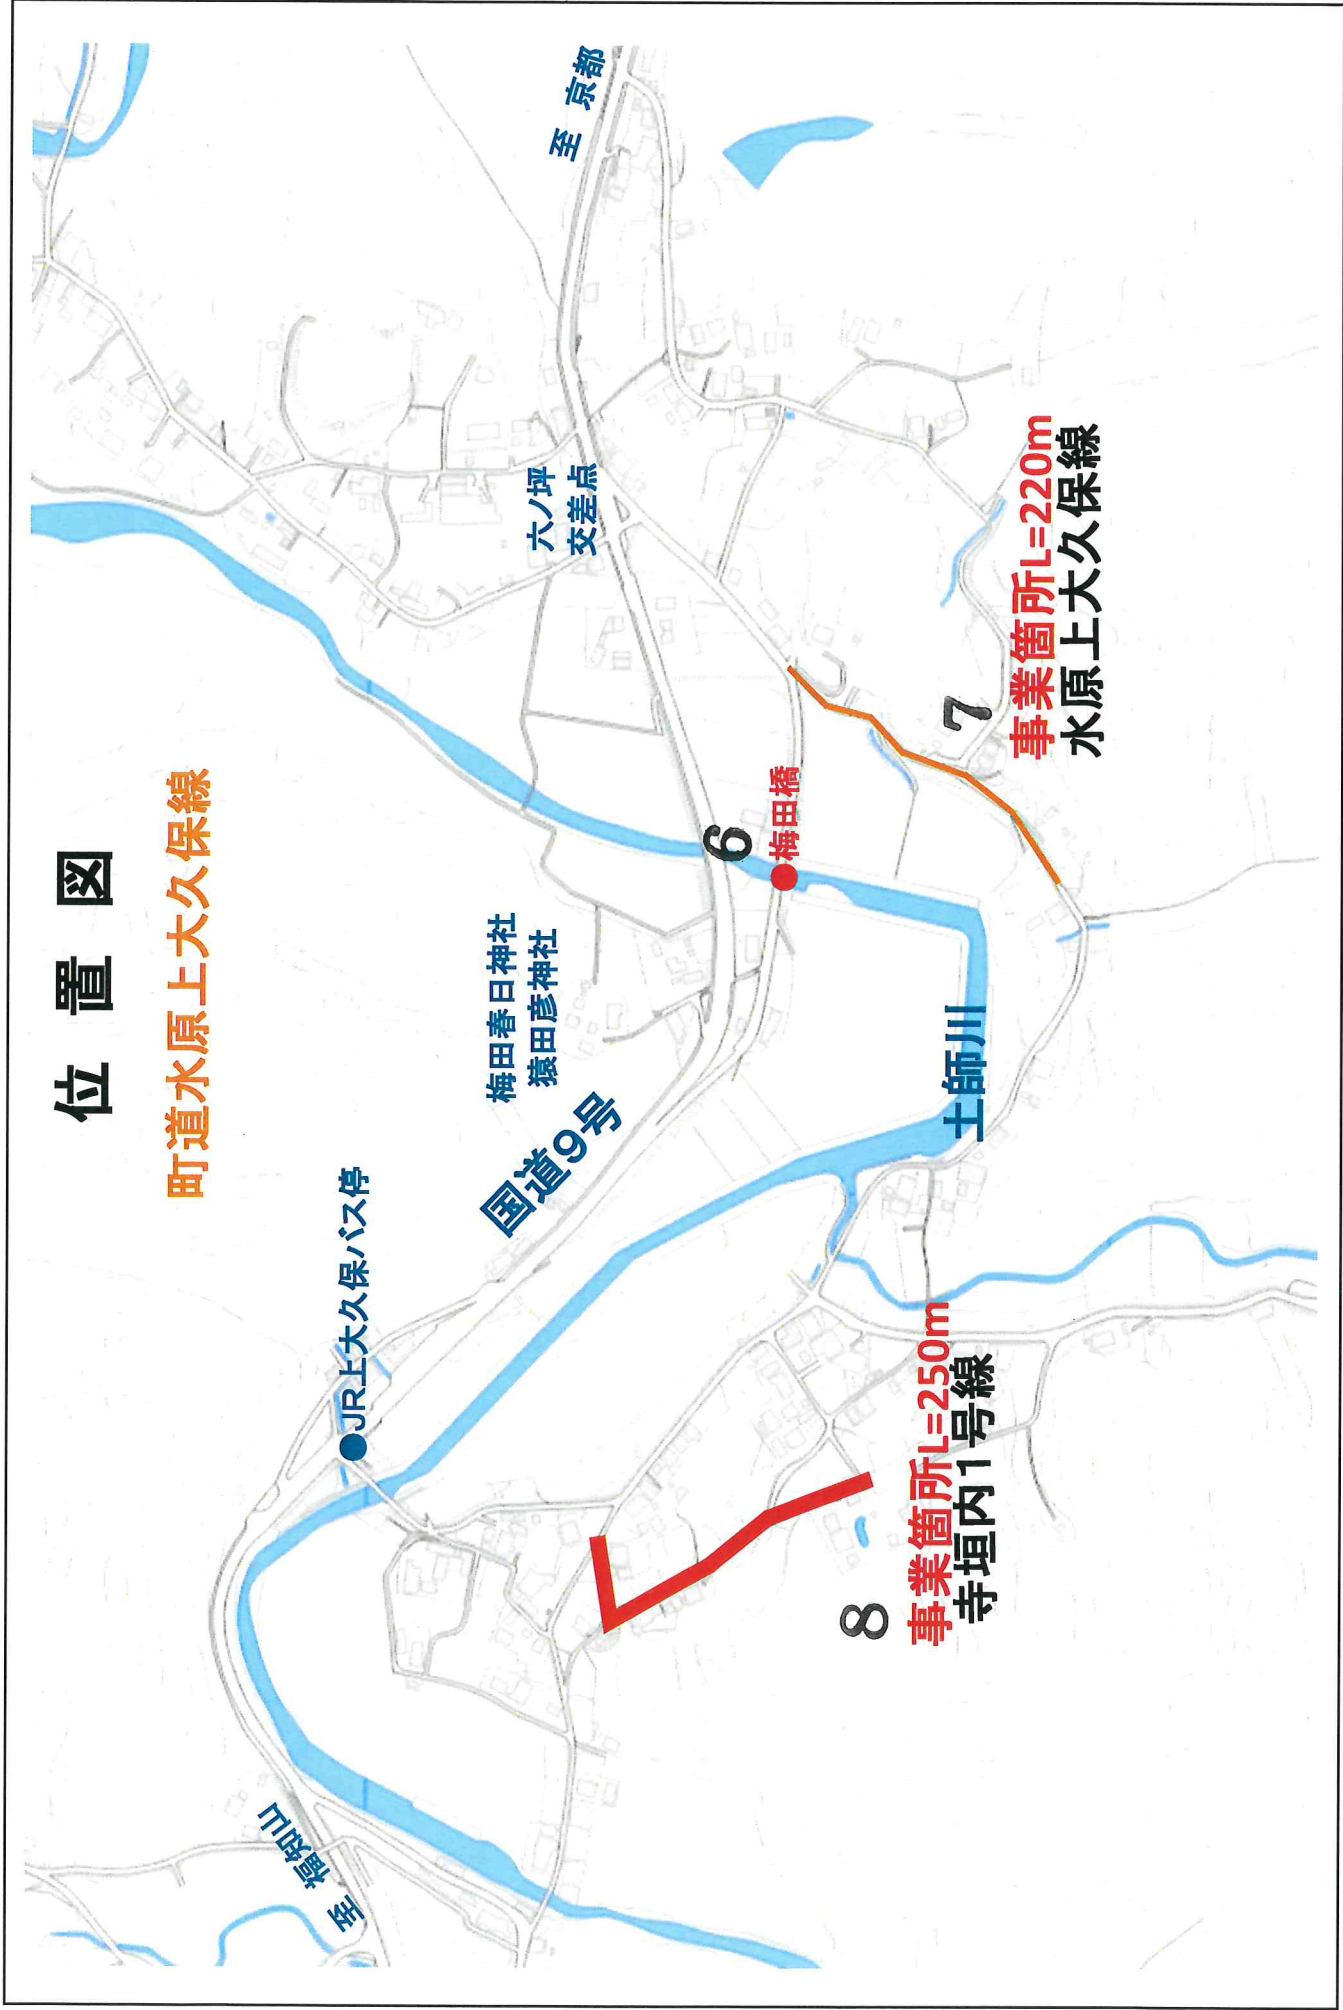 位置図
町道水原上大久保線
JR上大久保バス停
国道9号
梅田春日神社
猿田彦神社
六ノ坪
交差点
至 京都
至 福知山
6
梅田橋
土師川
7
事業箇所L=220m
水原上大久保線
8
事業箇所L=250m
寺垣内1号線